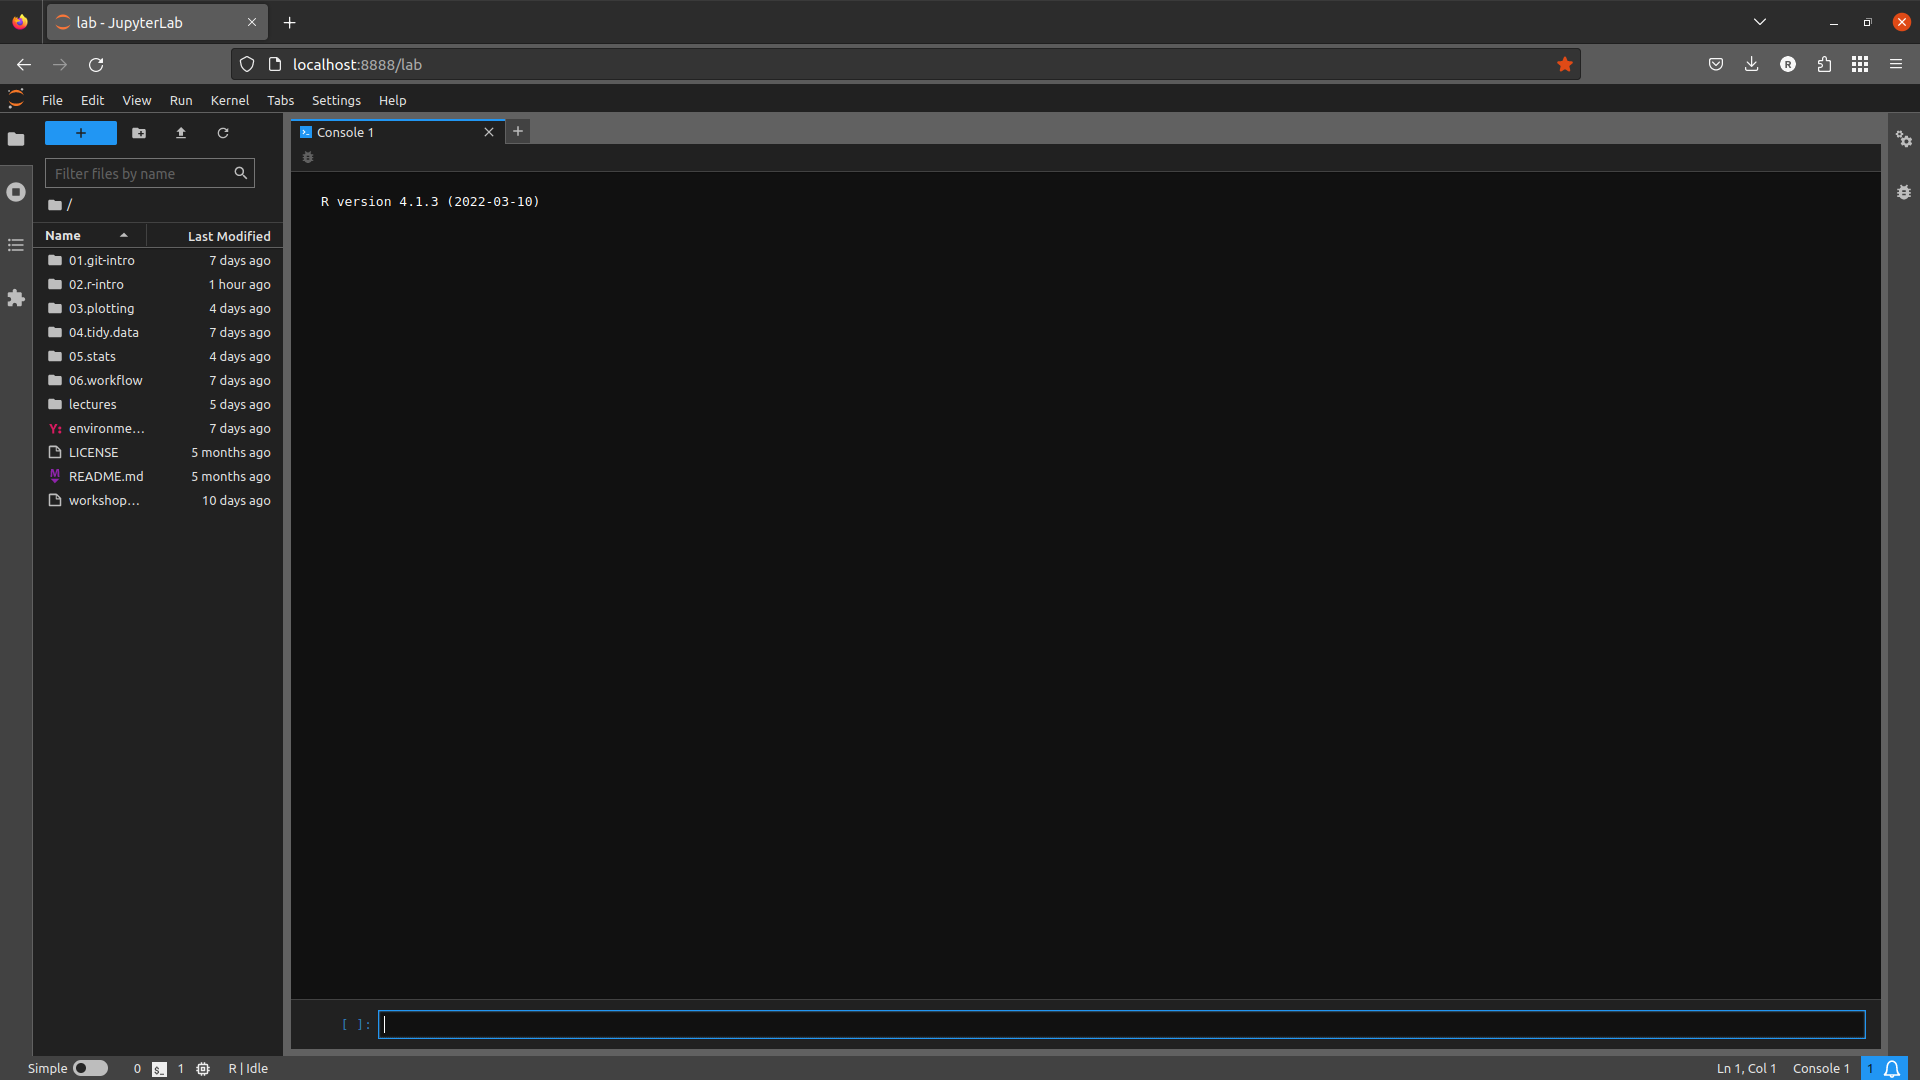 lab - JupyterLab
localhost:8888/lab
File Edit View Run Kernel Tabs Settings Help
Console 1
Filter files by name
/
R version 4.1.3 (2022-03-10)
Name Last Modified
01.git-intro 7 days ago
02.r-intro 1 hour ago
03.plotting 4 days ago
04.tidy.data 7 days ago
05.stats 4 days ago
06.workflow 7 days ago
lectures 5 days ago
environme... 7 days ago
LICENSE 5 months ago
README.md 5 months ago
workshop... 10 days ago
[ ]:
Simple 0 $_ 1 R | Idle Ln 1, Col 1 Console 1 1